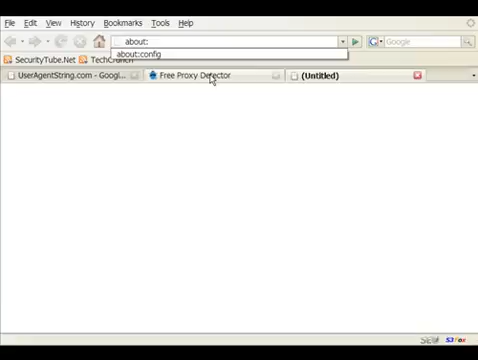 File Edit View History Bookmarks Tools Help
about:
Google
about:config
SecurityTube.Net TechCrunch
UserAgentString.com - Googl... Free Proxy Detector (Untitled)
S3Fox